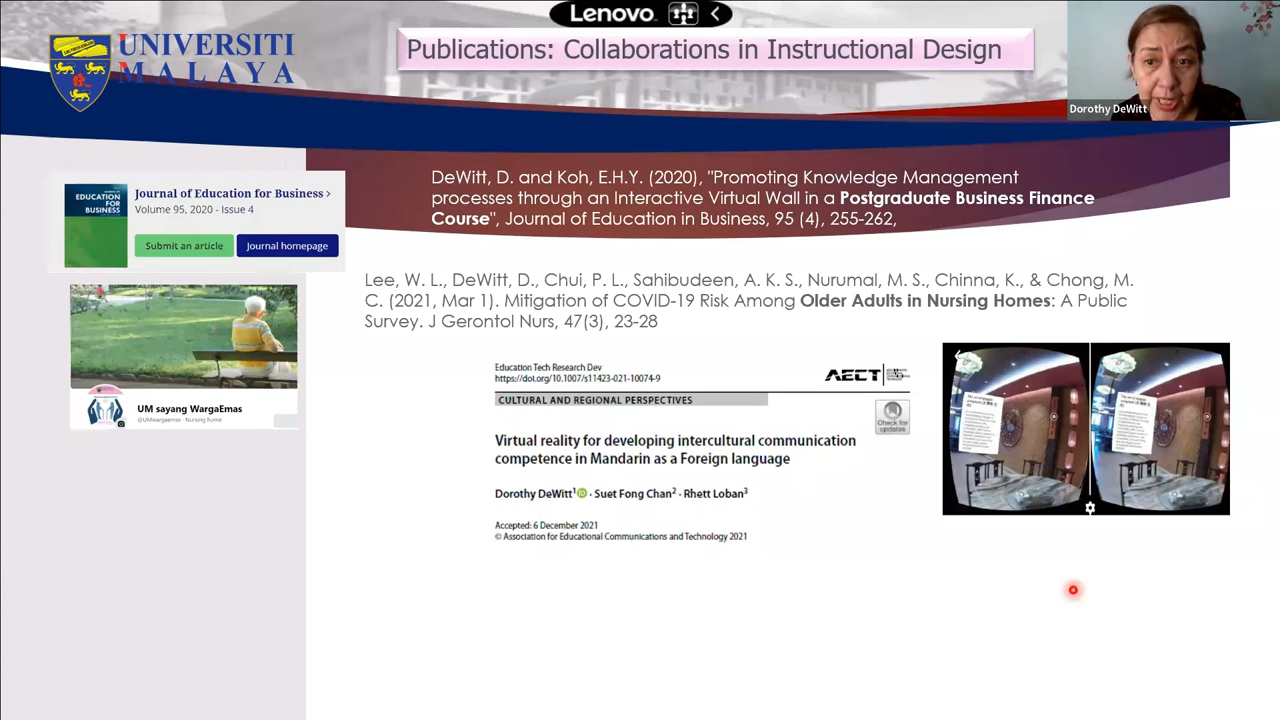 Lenovo
UNIVERSITI
MALAYA
Publications: Collaborations in Instructional Design
Dorothy DeWitt
DeWitt, D. and Koh, E.H.Y. (2020), "Promoting Knowledge Management
processes through an Interactive Virtual Wall in a Postgraduate Business Finance
Course", Journal of Education in Business, 95 (4), 255-262,
EDUCATION
FOR
BUSINESS
Journal of Education for Business >
Volume 95, 2020 - Issue 4
Submit an article
Journal homepage
Lee, W. L., DeWitt, D., Chui, P. L., Sahibudeen, A. K. S., Nurumal, M. S., Chinna, K., & Chong, M.
C. (2021, Mar 1). Mitigation of COVID-19 Risk Among Older Adults in Nursing Homes: A Public
Survey. J Gerontol Nurs, 47(3), 23-28
UM sayang WargaEmas
@UMwargaemas · Nursing home
Education Tech Research Dev
https://doi.org/10.1007/s11423-021-10074-9
AECT
CULTURAL AND REGIONAL PERSPECTIVES
Check for
updates
Virtual reality for developing intercultural communication
competence in Mandarin as a Foreign language
Dorothy DeWitt1 · Suet Fong Chan2 · Rhett Loban3
Accepted: 6 December 2021
© Association for Educational Communications and Technology 2021